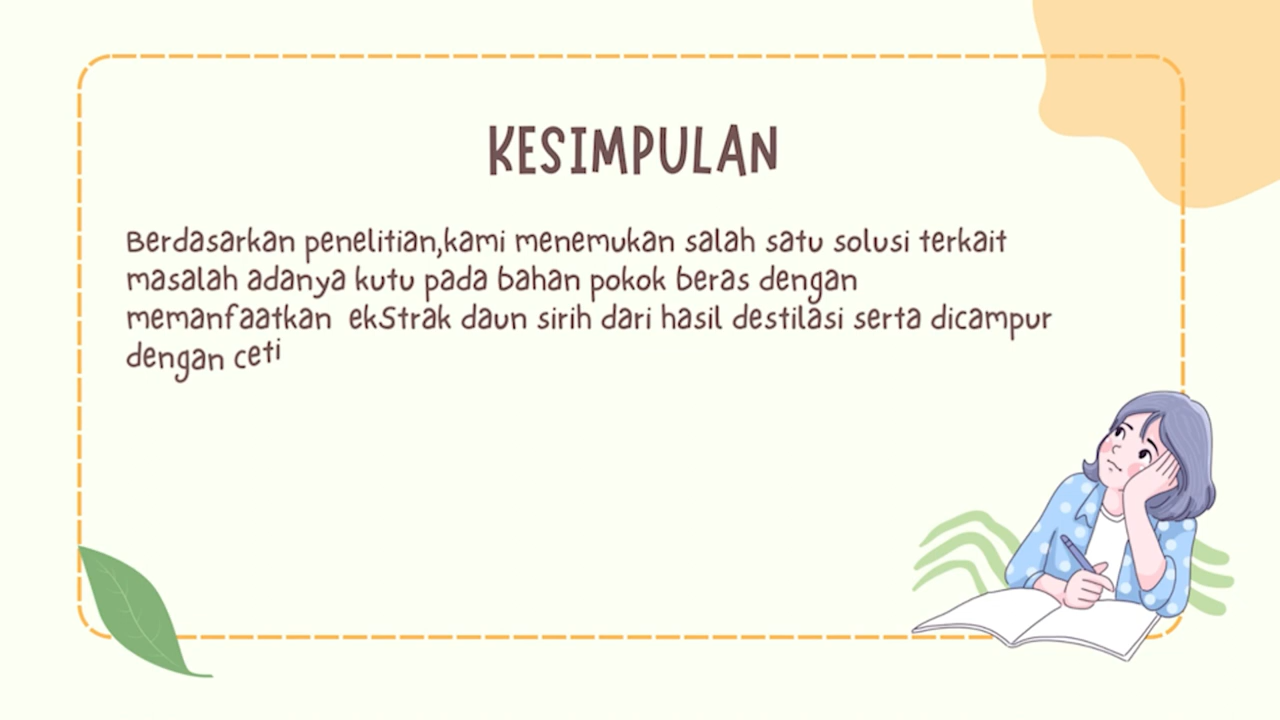 KESIMPULAN
Berdasarkan penelitian,kami menemukan salah satu solusi terkait
masalah adanya kutu pada bahan pokok beras dengan
memanfaatkan ekStrak daun sirih dari hasil destilasi serta dicampur
dengan ceti